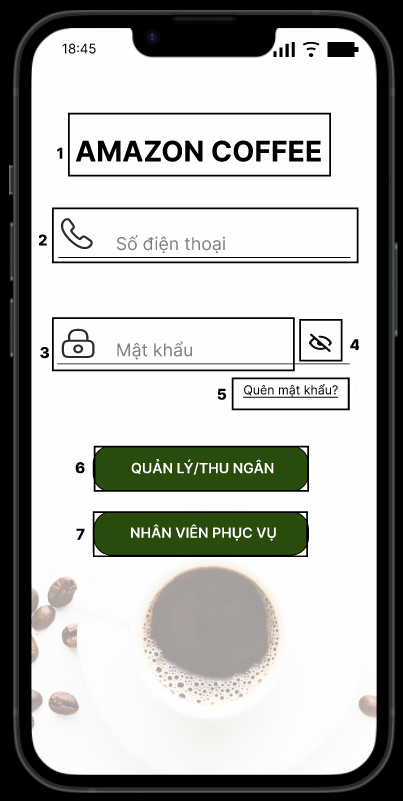 18:45
1 AMAZON COFFEE
2 Số điện thoại
3 Mật khẩu 4
5 Quên mật khẩu?
6 QUẢN LÝ/THU NGÂN
7 NHÂN VIÊN PHỤC VỤ